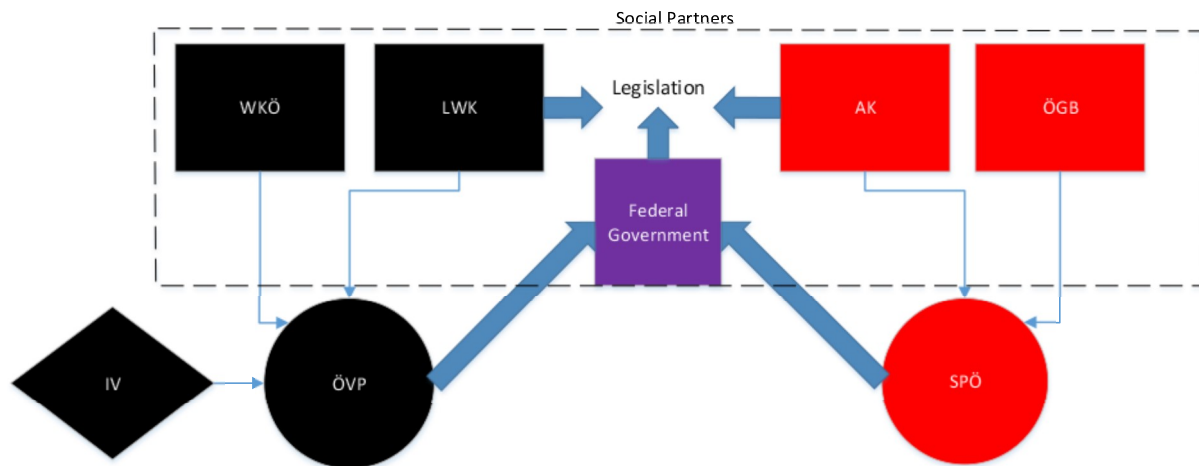 Social Partners
WKÖ
LWK
Legislation
AK
ÖGB
Federal
Government
IV
ÖVP
SPÖ